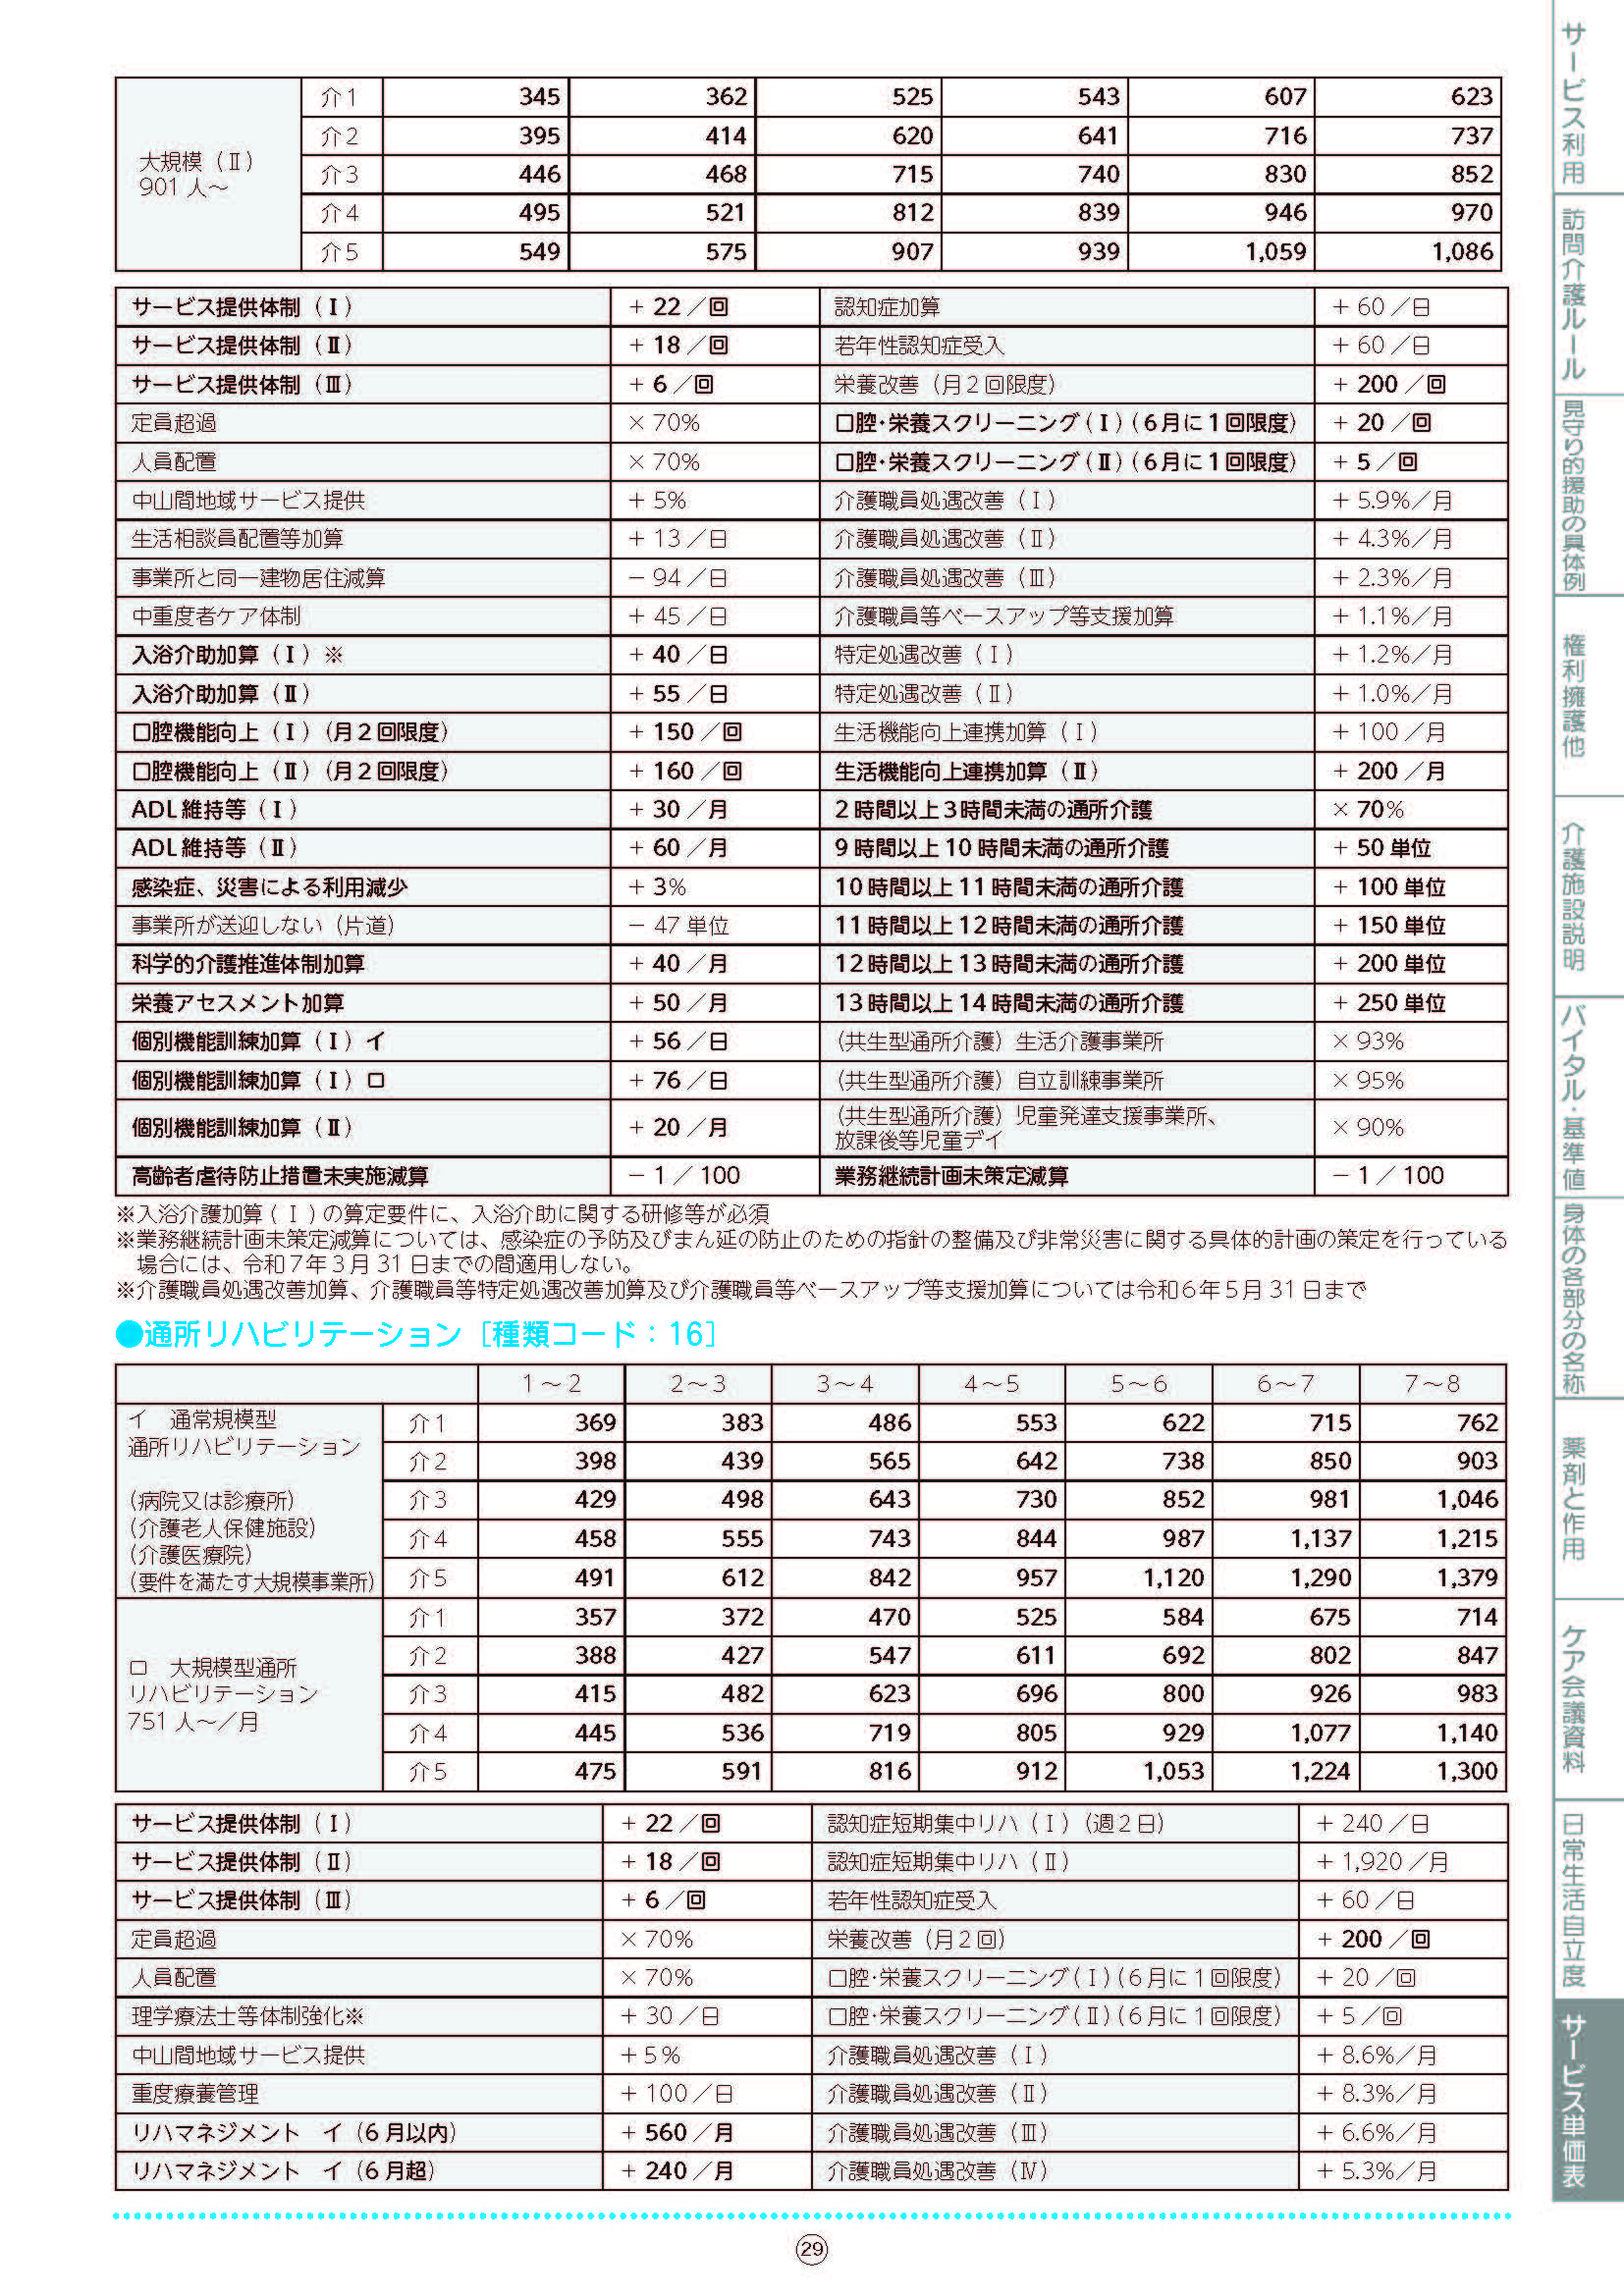 大規模（Ⅱ）
901 人～
介1 345 362 525 543 607 623
介2 395 414 620 641 716 737
介3 446 468 715 740 830 852
介4 495 521 812 839 946 970
介5 549 575 907 939 1,059 1,086
サービス提供体制（Ⅰ） ＋ 22 ／回 認知症加算 ＋ 60 ／日
サービス提供体制（Ⅱ） ＋ 18 ／回 若年性認知症受入 ＋ 60 ／日
サービス提供体制（Ⅲ） ＋ 6 ／回 栄養改善（月2回限度） ＋ 200 ／回
定員超過 × 70% 口腔･栄養スクリーニング（Ⅰ）（6月に1回限度） ＋ 20 ／回
人員配置 × 70% 口腔･栄養スクリーニング（Ⅱ）（6月に1回限度） ＋ 5 ／回
中山間地域サービス提供 ＋ 5% 介護職員処遇改善（Ⅰ） ＋ 5.9%／月
生活相談員配置等加算 ＋ 13 ／日 介護職員処遇改善（Ⅱ） ＋ 4.3%／月
事業所と同一建物居住減算 － 94 ／日 介護職員処遇改善（Ⅲ） ＋ 2.3%／月
中重度者ケア体制 ＋ 45 ／日 介護職員等ベースアップ等支援加算 ＋ 1.1%／月
入浴介助加算（Ⅰ）※ ＋ 40 ／日 特定処遇改善（Ⅰ） ＋ 1.2%／月
入浴介助加算（Ⅱ） ＋ 55 ／日 特定処遇改善（Ⅱ） ＋ 1.0%／月
口腔機能向上（Ⅰ）（月2回限度） ＋ 150 ／回 生活機能向上連携加算（Ⅰ） ＋ 100 ／月
口腔機能向上（Ⅱ）（月2回限度） ＋ 160 ／回 生活機能向上連携加算（Ⅱ） ＋ 200 ／月
ADL維持等（Ⅰ） ＋ 30 ／月 2時間以上3時間未満の通所介護 × 70%
ADL維持等（Ⅱ） ＋ 60 ／月 9時間以上10時間未満の通所介護 ＋ 50 単位
感染症、災害による利用減少 ＋ 3% 10時間以上11時間未満の通所介護 ＋ 100 単位
事業所が送迎しない（片道） － 47 単位 11時間以上12時間未満の通所介護 ＋ 150 単位
科学的介護推進体制加算 ＋ 40 ／月 12時間以上13時間未満の通所介護 ＋ 200 単位
栄養アセスメント加算 ＋ 50 ／月 13時間以上14時間未満の通所介護 ＋ 250 単位
個別機能訓練加算（Ⅰ）イ ＋ 56 ／日 （共生型通所介護）生活介護事業所 × 93%
個別機能訓練加算（Ⅰ）ロ ＋ 76 ／日 （共生型通所介護）自立訓練事業所 × 95%
個別機能訓練加算（Ⅱ） ＋ 20 ／月 （共生型通所介護）児童発達支援事業所、
放課後等児童デイ × 90%
高齢者虐待防止措置未実施減算 － 1 ／ 100 業務継続計画未策定減算 － 1 ／ 100
※入浴介護加算(Ⅰ)の算定要件に、入浴介助に関する研修等が必須
※業務継続計画未策定減算については、感染症の予防及びまん延の防止のための指針の整備及び非常災害に関する具体的計画の策定を行っている
場合には、令和7年3月31日までの間適用しない。
※介護職員処遇改善加算、介護職員等特定処遇改善加算及び介護職員等ベースアップ等支援加算については令和6年5月31日まで
●通所リハビリテーション［種類コード：16］
1～2 2～3 3～4 4～5 5～6 6～7 7～8
イ　通常規模型
通所リハビリテーション
（病院又は診療所）
（介護老人保健施設）
（介護医療院）
（要件を満たす大規模事業所）
介1 369 383 486 553 622 715 762
介2 398 439 565 642 738 850 903
介3 429 498 643 730 852 981 1,046
介4 458 555 743 844 987 1,137 1,215
介5 491 612 842 957 1,120 1,290 1,379
ロ　大規模型通所
リハビリテーション
751 人～／月
介1 357 372 470 525 584 675 714
介2 388 427 547 611 692 802 847
介3 415 482 623 696 800 926 983
介4 445 536 719 805 929 1,077 1,140
介5 475 591 816 912 1,053 1,224 1,300
サービス提供体制（Ⅰ） ＋ 22 ／回 認知症短期集中リハ（Ⅰ）（週2日） ＋ 240 ／日
サービス提供体制（Ⅱ） ＋ 18 ／回 認知症短期集中リハ（Ⅱ） ＋ 1,920 ／月
サービス提供体制（Ⅲ） ＋ 6 ／回 若年性認知症受入 ＋ 60 ／日
定員超過 × 70% 栄養改善（月2回） ＋ 200 ／回
人員配置 × 70% 口腔･栄養スクリーニング（Ⅰ）（6月に1回限度） ＋ 20 ／回
理学療法士等体制強化※ ＋ 30 ／日 口腔･栄養スクリーニング（Ⅱ）（6月に1回限度） ＋ 5 ／回
中山間地域サービス提供 ＋5％ 介護職員処遇改善（Ⅰ） ＋ 8.6%／月
重度療養管理 ＋ 100 ／日 介護職員処遇改善（Ⅱ） ＋ 8.3%／月
リハマネジメント　イ（6月以内） ＋ 560 ／月 介護職員処遇改善（Ⅲ） ＋ 6.6%／月
リハマネジメント　イ（6月超） ＋ 240 ／月 介護職員処遇改善（Ⅳ） ＋ 5.3%／月
29
サービス利用
訪問介護ルール
見守り的援助の具体例
権利擁護他
介護施設説明
バイタル・基準値
身体の各部分の名称
薬剤と作用
ケア会議資料
日常生活自立度
サービス単価表